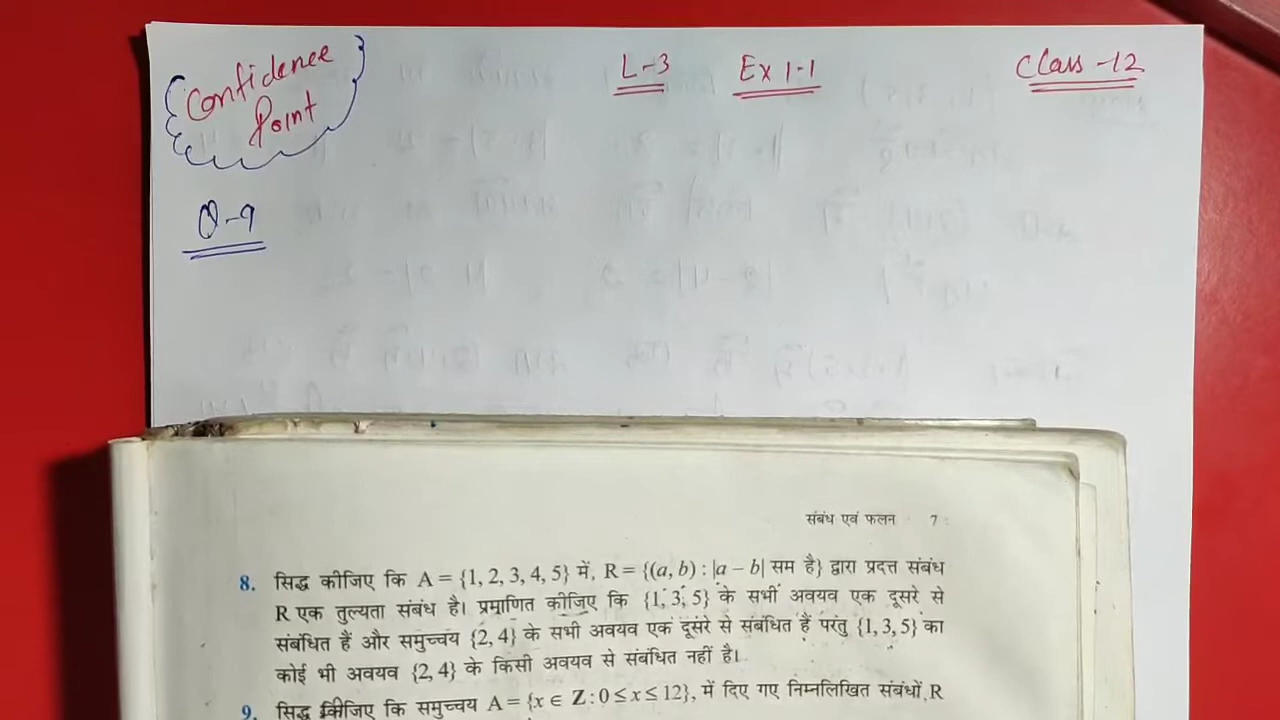 Confidence
Point
L-3
Ex 1.1
Class -12
Q-9
संबंध एवं फलन 7
8. सिद्ध कीजिए कि A = {1, 2, 3, 4, 5} में, R = {(a, b) : |a – b| सम है} द्वारा प्रदत्त संबंध
R एक तुल्यता संबंध है। प्रमाणित कीजिए कि {1, 3, 5} के सभी अवयव एक दूसरे से
संबंधित हैं और समुच्चय {2, 4} के सभी अवयव एक दूसरे से संबंधित हैं परंतु {1, 3, 5} का
कोई भी अवयव {2, 4} के किसी अवयव से संबंधित नहीं है।
9. सिद्ध कीजिए कि समुच्चय A = {x ∈ Z : 0 ≤ x ≤ 12}, में दिए गए निम्नलिखित संबंधों R